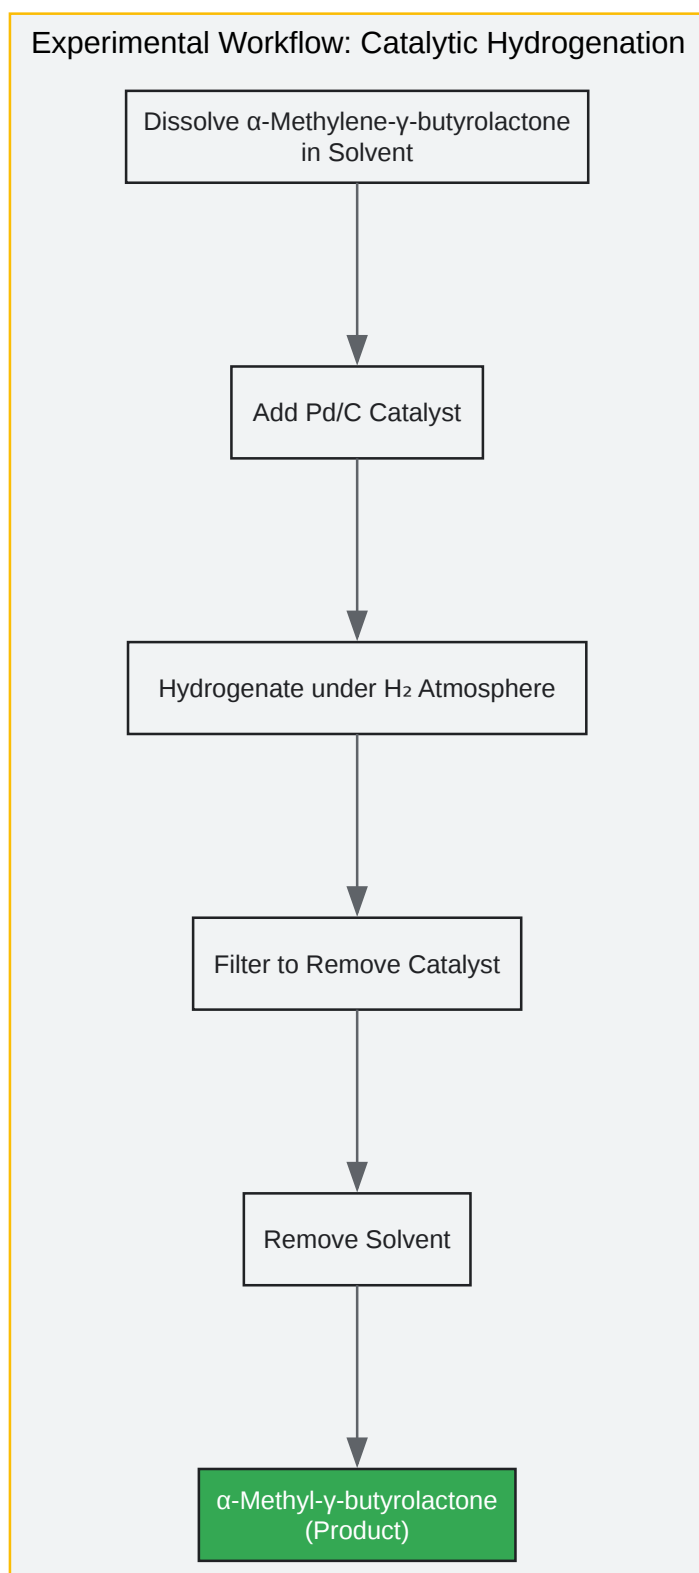 Experimental Workflow: Catalytic Hydrogenation
Dissolve α-Methylene-γ-butyrolactone
in Solvent
Add Pd/C Catalyst
Hydrogenate under H₂ Atmosphere
Filter to Remove Catalyst
Remove Solvent
α-Methyl-γ-butyrolactone
(Product)